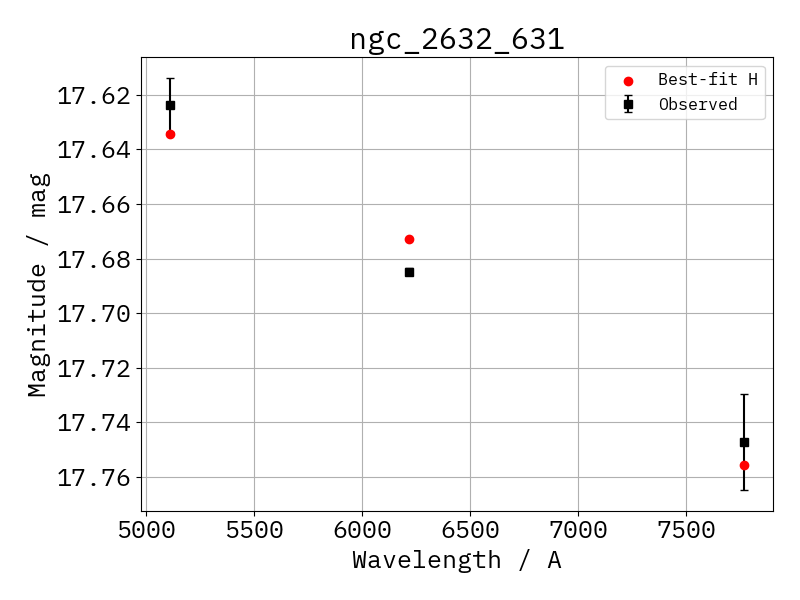 ngc_2632_631
Best-fit H
Observed
17.62
17.64
17.66
17.68
17.70
17.72
17.74
17.76
Magnitude / mag
5000 5500 6000 6500 7000 7500
Wavelength / A